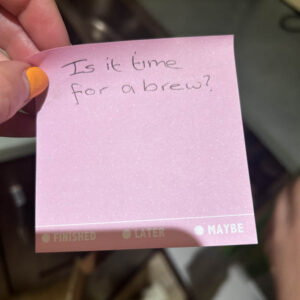 Is it time
for a brew?
FINISHED LATER MAYBE